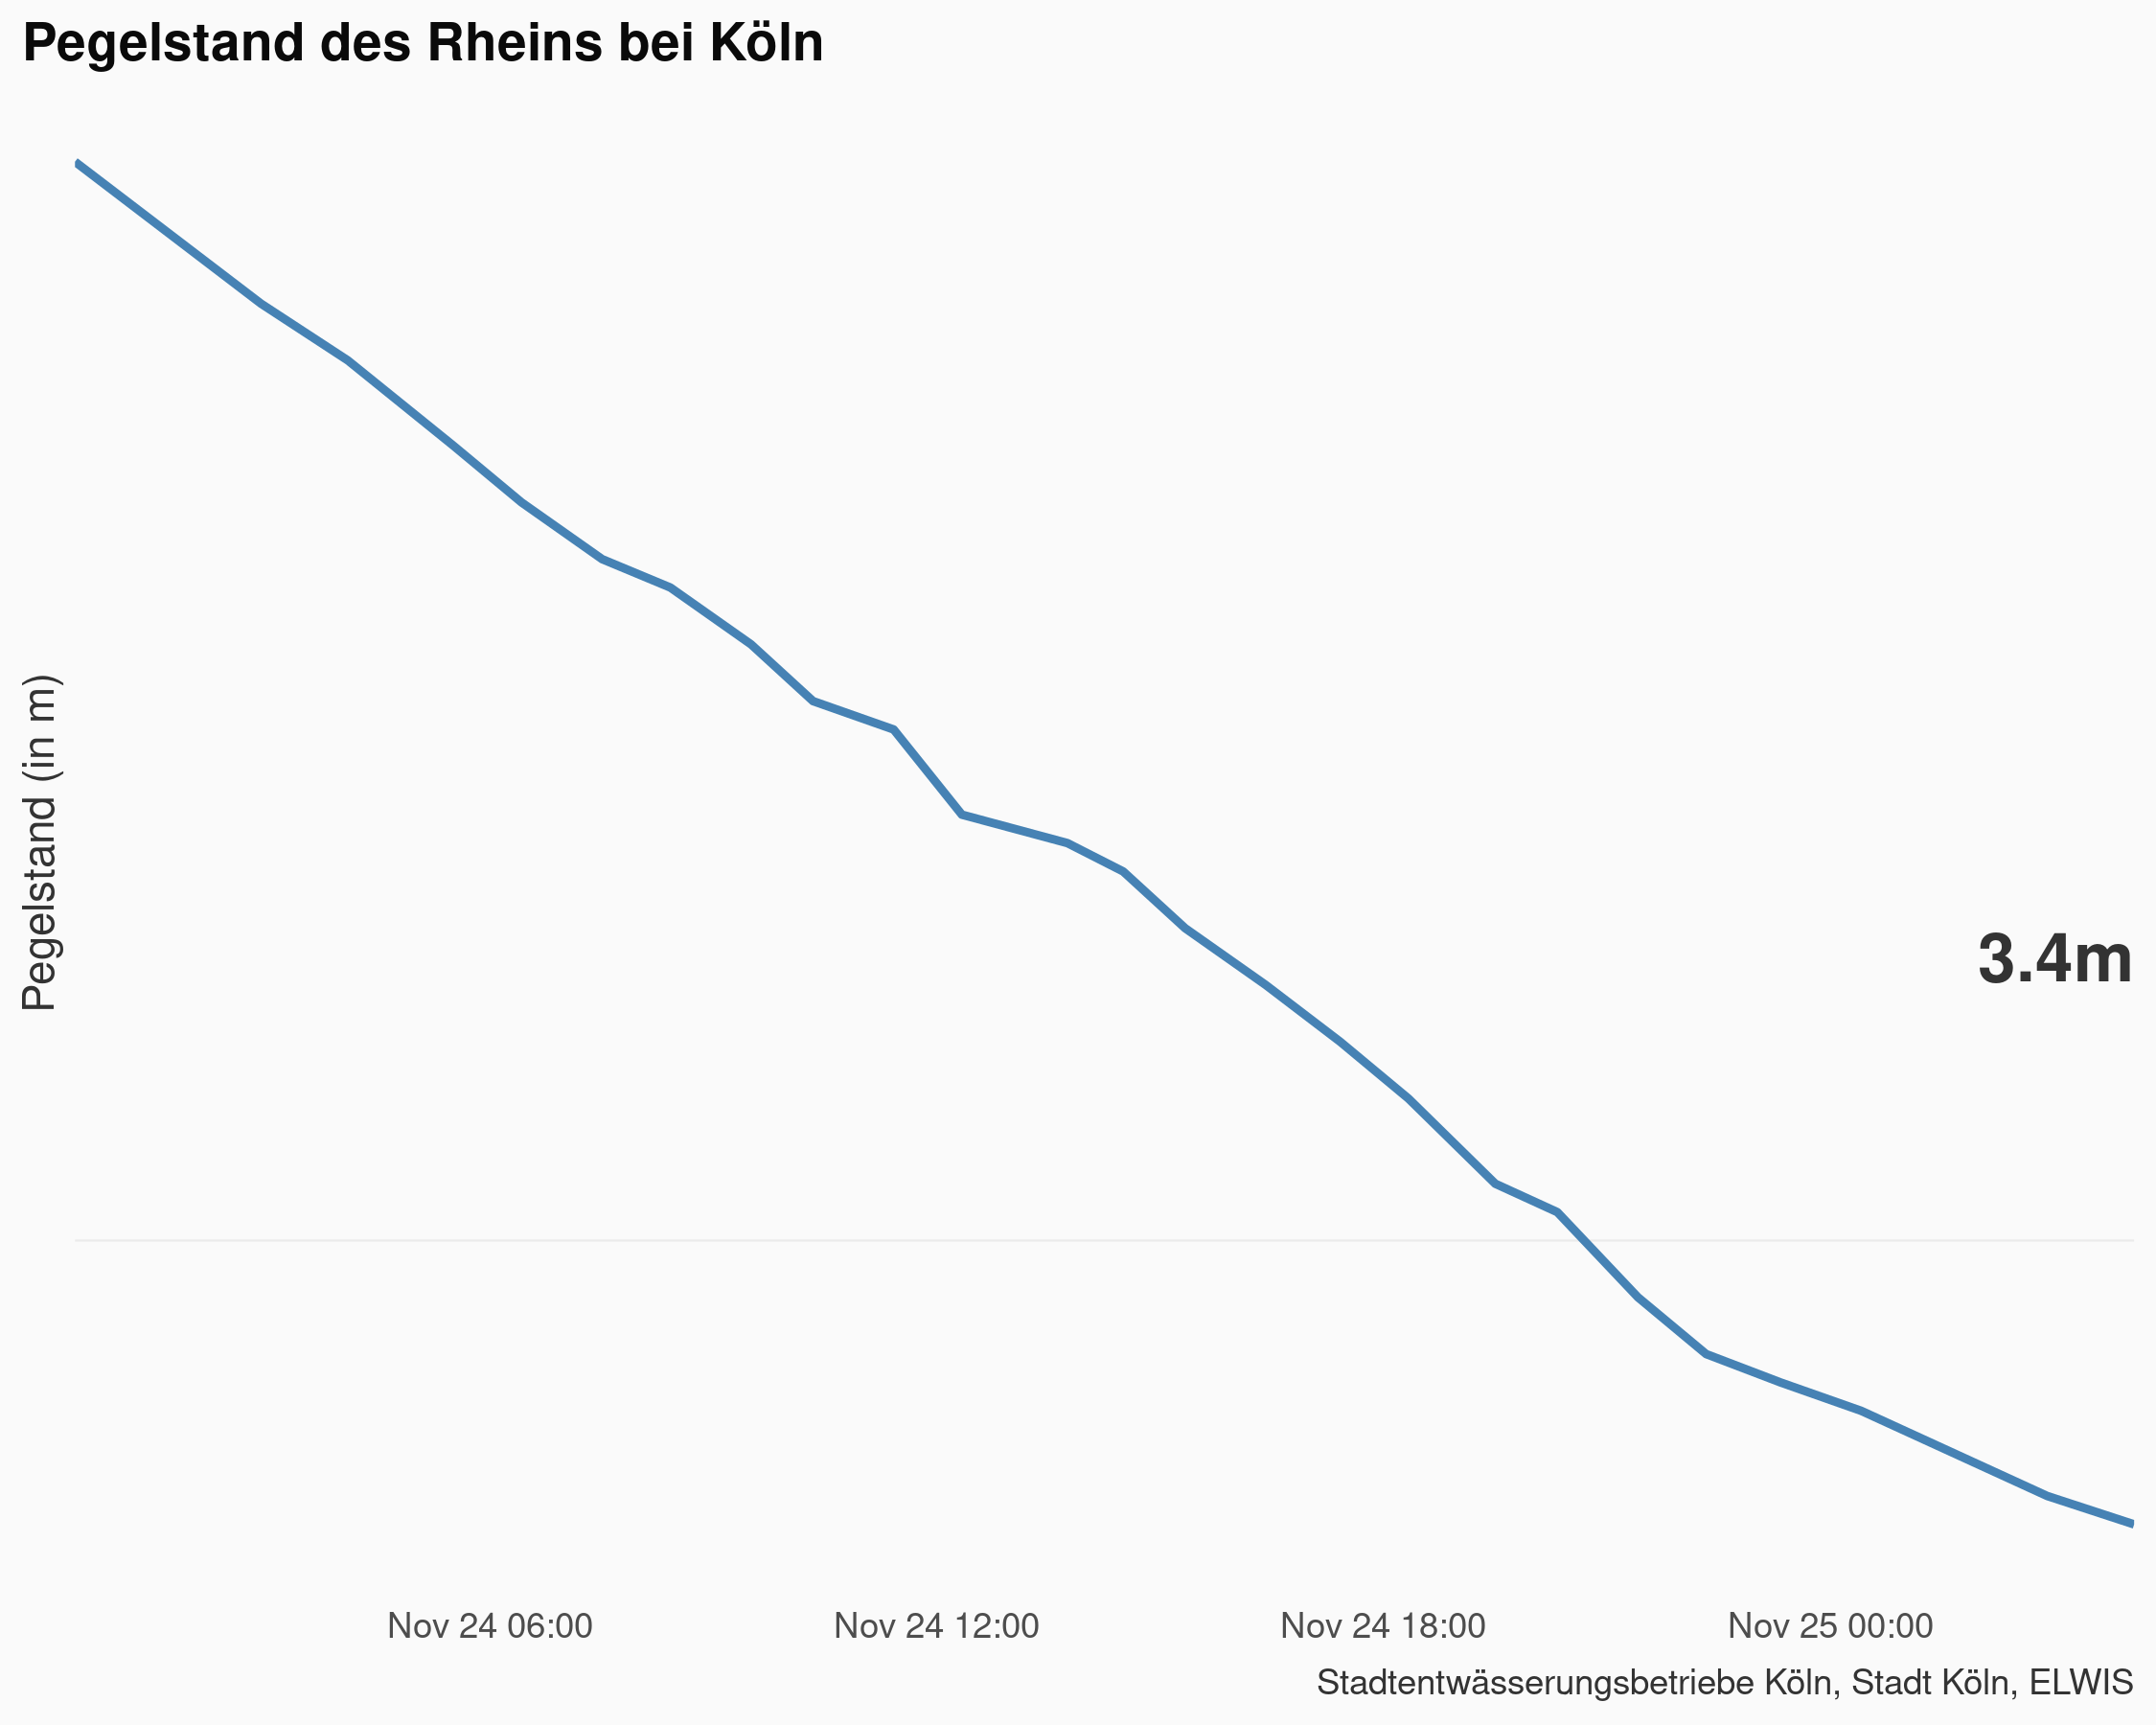 Pegelstand des Rheins bei Köln
Pegelstand (in m)
3.4m
Nov 24 06:00
Nov 24 12:00
Nov 24 18:00
Nov 25 00:00
Stadtentwässerungsbetriebe Köln, Stadt Köln, ELWIS